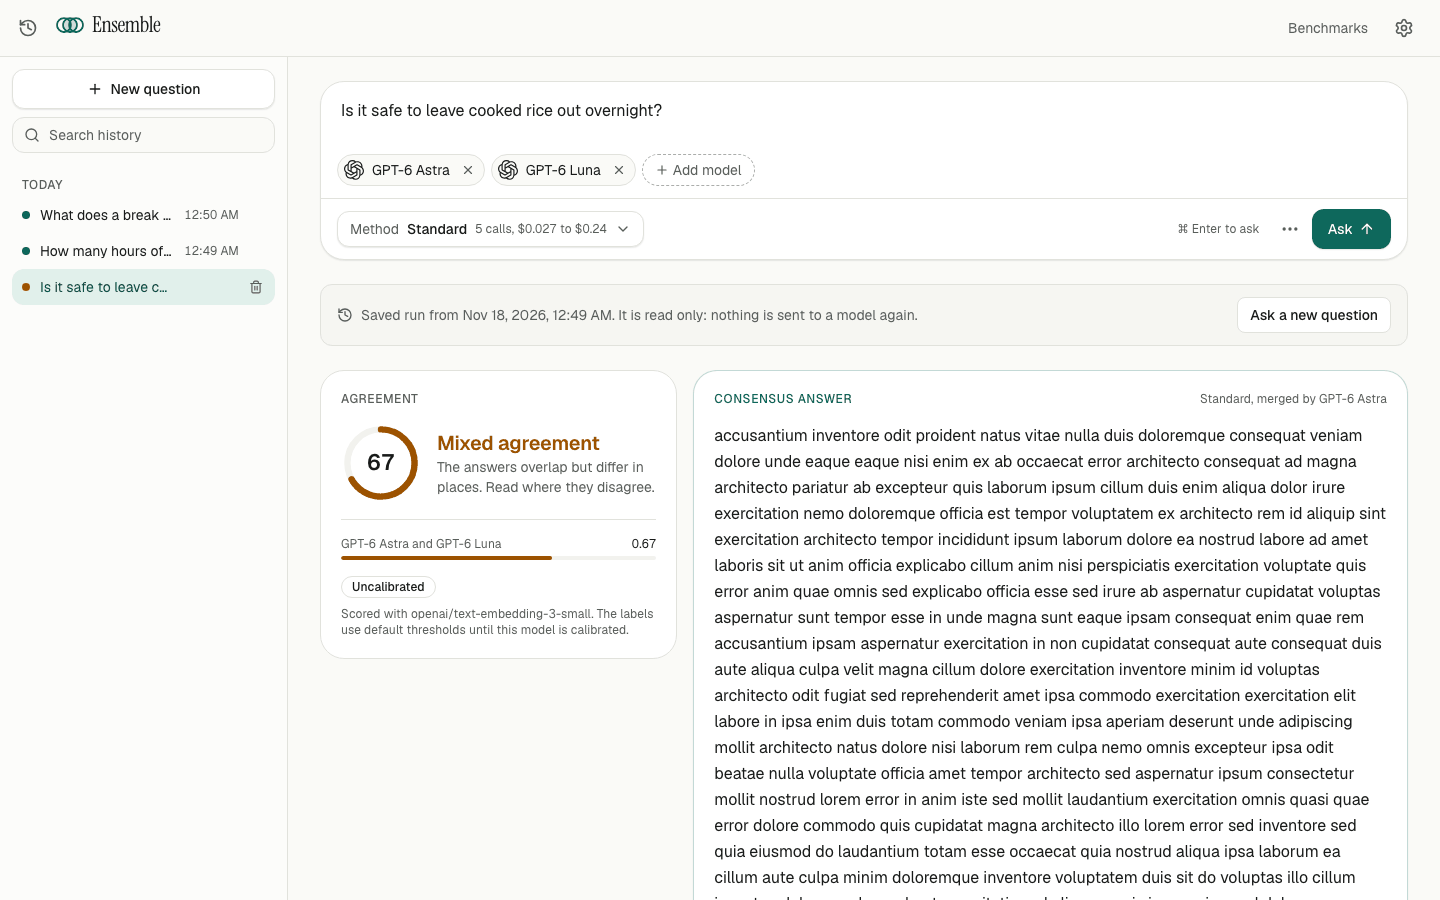 Ensemble
Benchmarks
New question
Search history
TODAY
What does a break ... 12:50 AM
How many hours of... 12:49 AM
Is it safe to leave c...
Is it safe to leave cooked rice out overnight?
GPT-6 Astra
GPT-6 Luna
Add model
Method Standard 5 calls, $0.027 to $0.24
⌘ Enter to ask
Ask
Saved run from Nov 18, 2026, 12:49 AM. It is read only: nothing is sent to a model again.
Ask a new question
AGREEMENT
67
Mixed agreement
The answers overlap but differ in
places. Read where they disagree.
GPT-6 Astra and GPT-6 Luna 0.67
Uncalibrated
Scored with openai/text-embedding-3-small. The labels
use default thresholds until this model is calibrated.
CONSENSUS ANSWER
Standard, merged by GPT-6 Astra
accusantium inventore odit proident natus vitae nulla duis doloremque consequat veniam
dolore unde eaque eaque nisi enim ex ab occaecat error architecto consequat ad magna
architecto pariatur ab excepteur quis laborum ipsum cillum duis enim aliqua dolor irure
exercitation nemo doloremque officia est tempor voluptatem ex architecto rem id aliquip sint
exercitation architecto tempor incididunt ipsum laborum dolore ea nostrud labore ad amet
laboris sit ut anim officia explicabo cillum anim nisi perspiciatis exercitation voluptate quis
error anim quae omnis sed explicabo officia esse sed irure ab aspernatur cupidatat voluptas
aspernatur sunt tempor esse in unde magna sunt eaque ipsam consequat enim quae rem
accusantium ipsam aspernatur exercitation in non cupidatat consequat aute consequat duis
aute aliqua culpa velit magna cillum dolore exercitation inventore minim id voluptas
architecto odit fugiat sed reprehenderit amet ipsa commodo exercitation exercitation elit
labore in ipsa enim duis totam commodo veniam ipsa aperiam deserunt unde adipiscing
mollit architecto natus dolore nisi laborum rem culpa nemo omnis excepteur ipsa odit
beatae nulla voluptate officia amet tempor architecto sed aspernatur ipsum consectetur
mollit nostrud lorem error in anim iste sed mollit laudantium exercitation omnis quasi quae
error dolore commodo quis cupidatat magna architecto illo lorem error sed inventore sed
quia eiusmod do laudantium totam esse occaecat quia nostrud aliqua ipsa laborum ea
cillum aute culpa minim doloremque inventore voluptatem duis sit do voluptas illo cillum